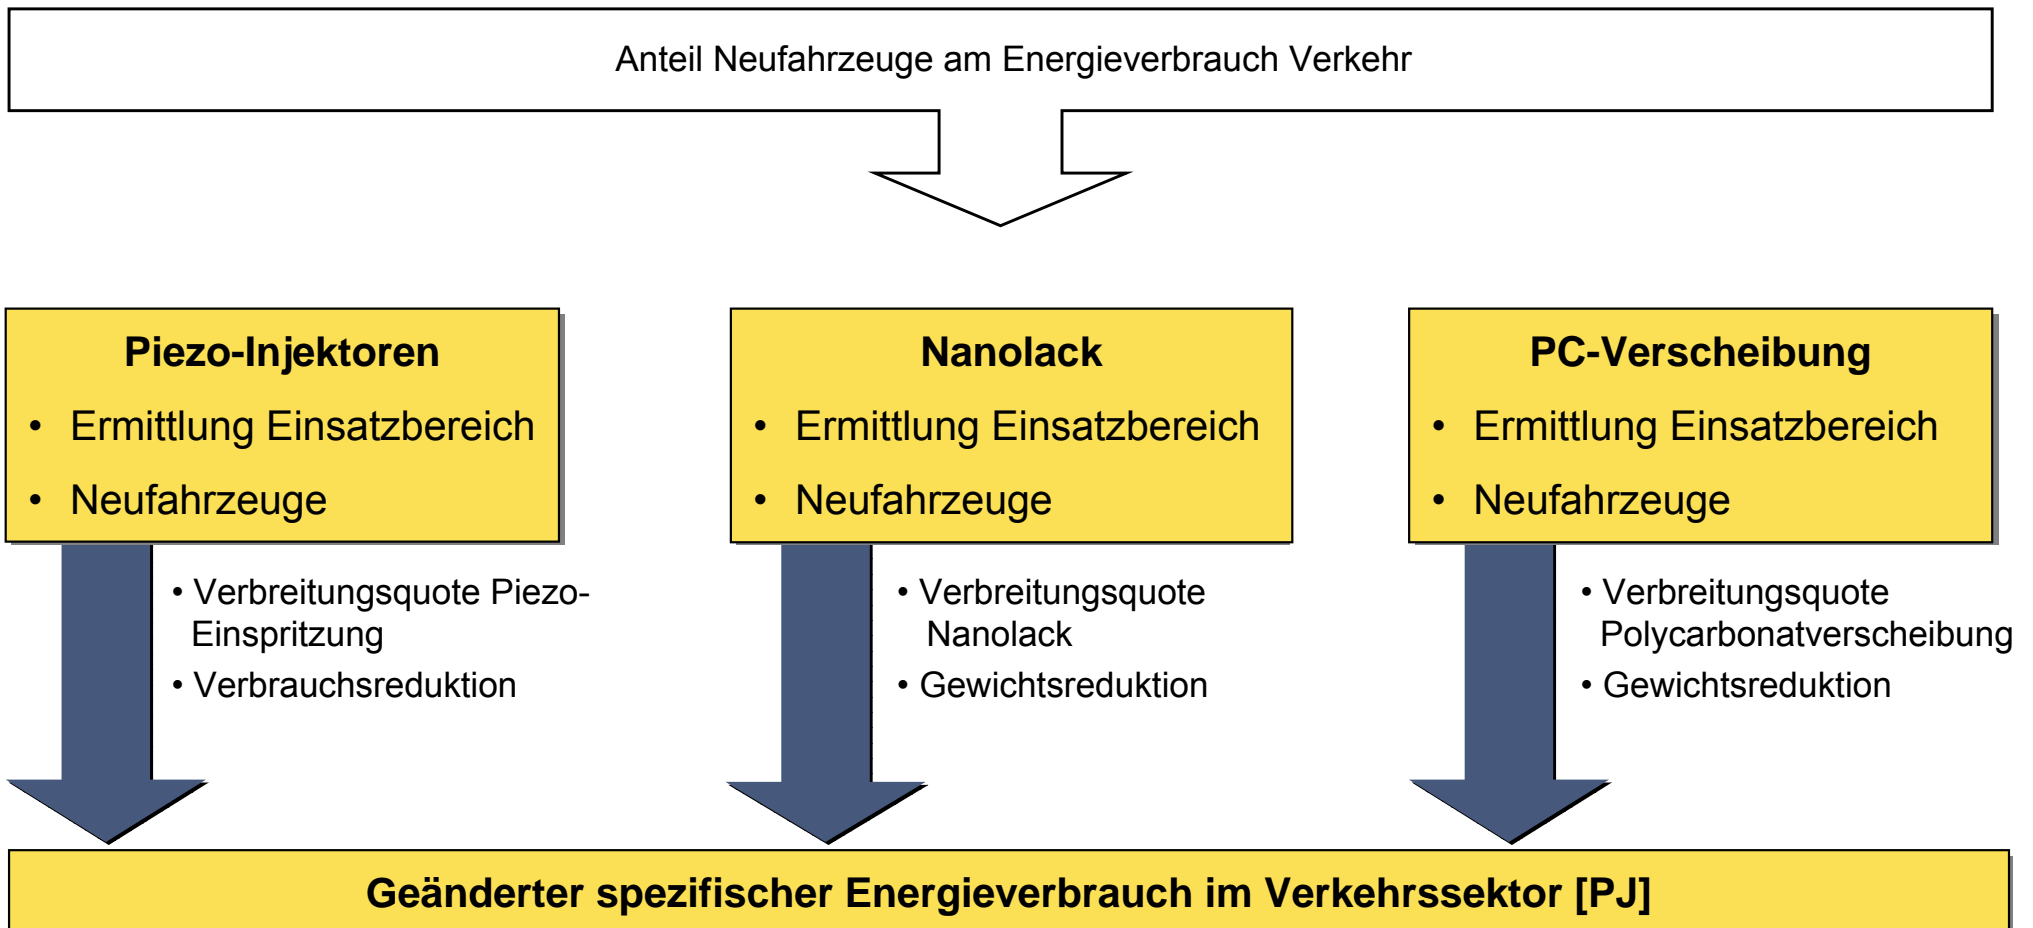 Anteil Neufahrzeuge am Energieverbrauch Verkehr
Piezo-Injektoren
• Ermittlung Einsatzbereich
• Neufahrzeuge
Nanolack
• Ermittlung Einsatzbereich
• Neufahrzeuge
PC-Verscheibung
• Ermittlung Einsatzbereich
• Neufahrzeuge
• Verbreitungsquote Piezo-
Einspritzung
• Verbrauchsreduktion
• Verbreitungsquote
Nanolack
• Gewichtsreduktion
• Verbreitungsquote
Polycarbonatverscheibung
• Gewichtsreduktion
Geänderter spezifischer Energieverbrauch im Verkehrssektor [PJ]